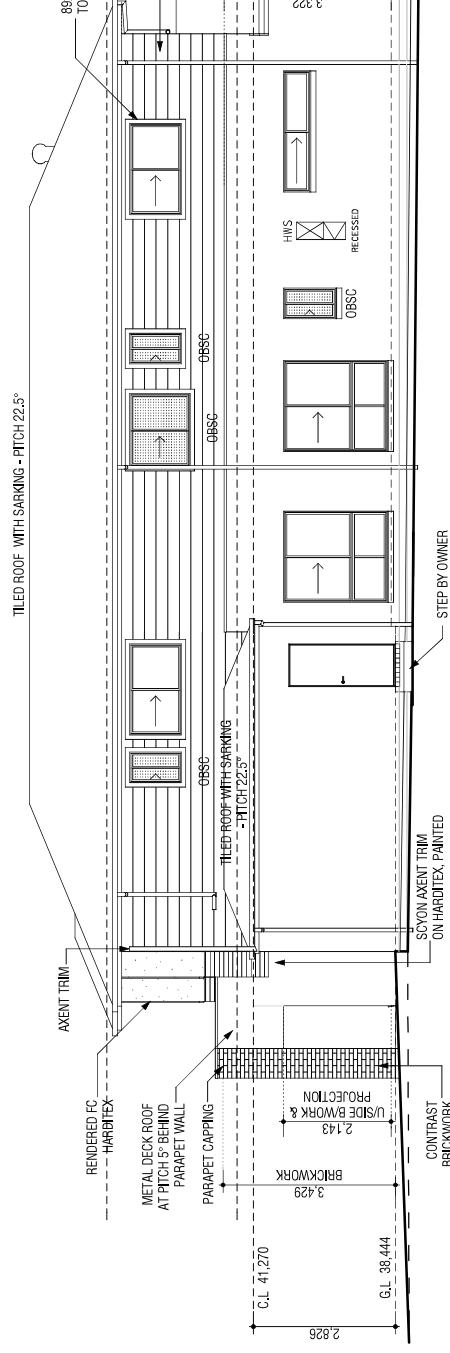 TILED ROOF WITH SARKING - PITCH 22.5°
AXENT TRIM
RENDERED FC
HARDITEX
METAL DECK ROOF
AT PITCH 5° BEHIND
PARAPET WALL
PARAPET CAPPING
C.L 41,270
G.L 38,444
2,826
3,429
BRICKWORK
2,143
U/SIDE B/WORK &
PROJECTION
CONTRAST
BRICKWORK
SCYON AXENT TRIM
ON HARDITEX, PAINTED
TILED ROOF WITH SARKING
- PITCH 22.5°
OBSC
OBSC
OBSC
STEP BY OWNER
OBSC
HWS
RECESSED
89
TO
3,322